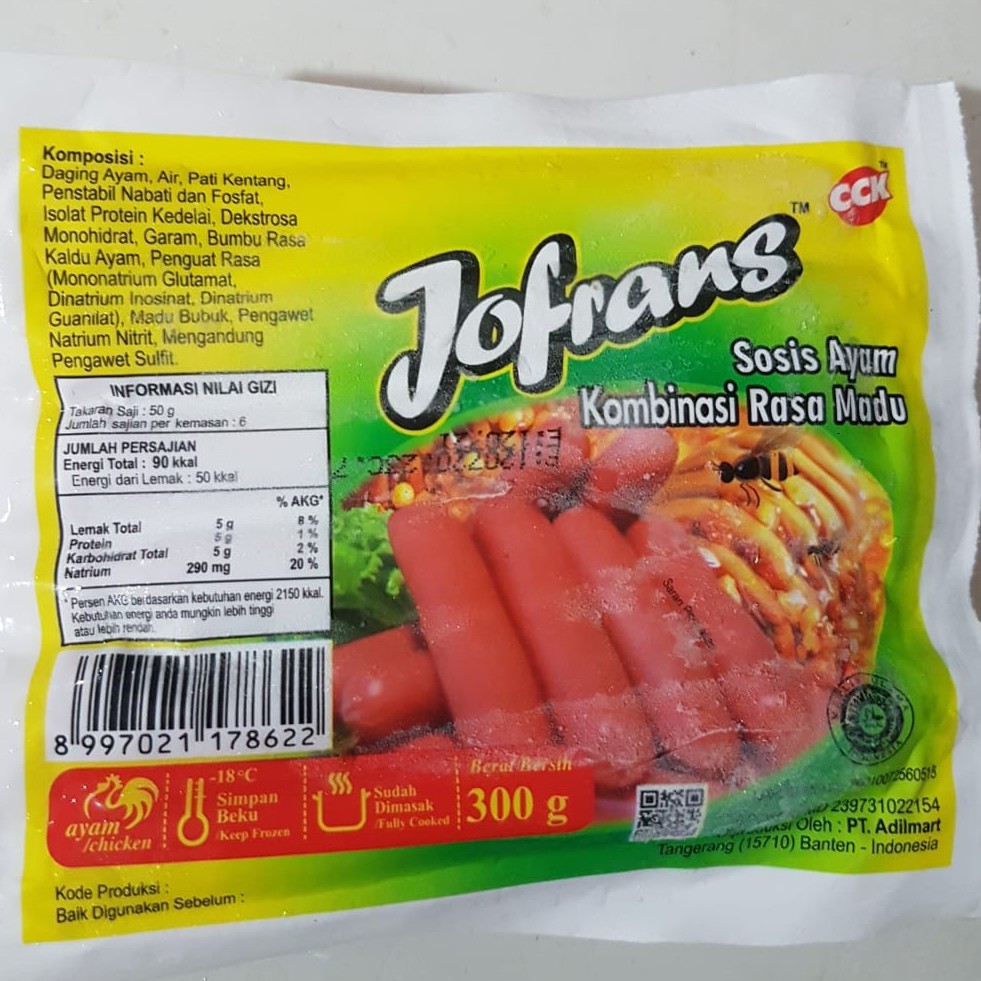 Komposisi :
Daging Ayam, Air, Pati Kentang,
Penstabil Nabati dan Fosfat,
Isolat Protein Kedelai, Dekstrosa
Monohidrat, Garam, Bumbu Rasa
Kaldu Ayam, Penguat Rasa
(Mononatrium Glutamat,
Dinatrium Inosinat, Dinatrium
Guanilat), Madu Bubuk, Pengawet
Natrium Nitrit, Mengandung
Pengawet Sulfit.
INFORMASI NILAI GIZI
Takaran Saji : 50 g
Jumlah sajian per kemasan : 6
JUMLAH PERSAJIAN
Energi Total : 90 kkal
Energi dari Lemak : 50 kkal
% AKG*
Lemak Total 5 g 8 %
Protein 5 g 1 %
Karbohidrat Total 5 g 2 %
Natrium 290 mg 20 %
*Persen AKG berdasarkan kebutuhan energi 2150 kkal.
Kebutuhan energi anda mungkin lebih tinggi
atau lebih rendah.
8 997021 178622
CCK TM
Jofrans TM
Sosis Ayam
Kombinasi Rasa Madu
Saran
ayam
/chicken
-18 °C
Simpan
Beku
/Keep Frozen
Sudah
Dimasak
/Fully Cooked
Berat Bersih
300 g
239731022154
Oleh : PT. Adilmart
Tangerang (15710) Banten - Indonesia
Kode Produksi :
Baik Digunakan Sebelum :